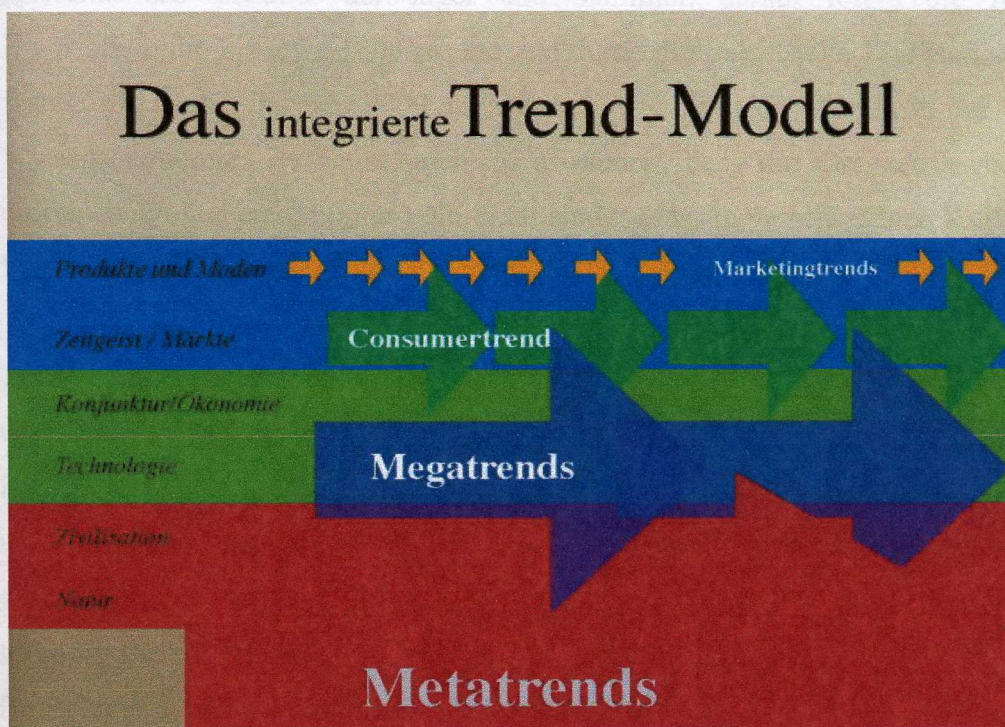 Das integrierte Trend-Modell
Produkte und Moden
Marketingtrends
Zeitgeist / Märkte
Consumertrend
Konjunktur/Ökonomie
Technologie
Megatrends
Zivilisation
Natur
Metatrends